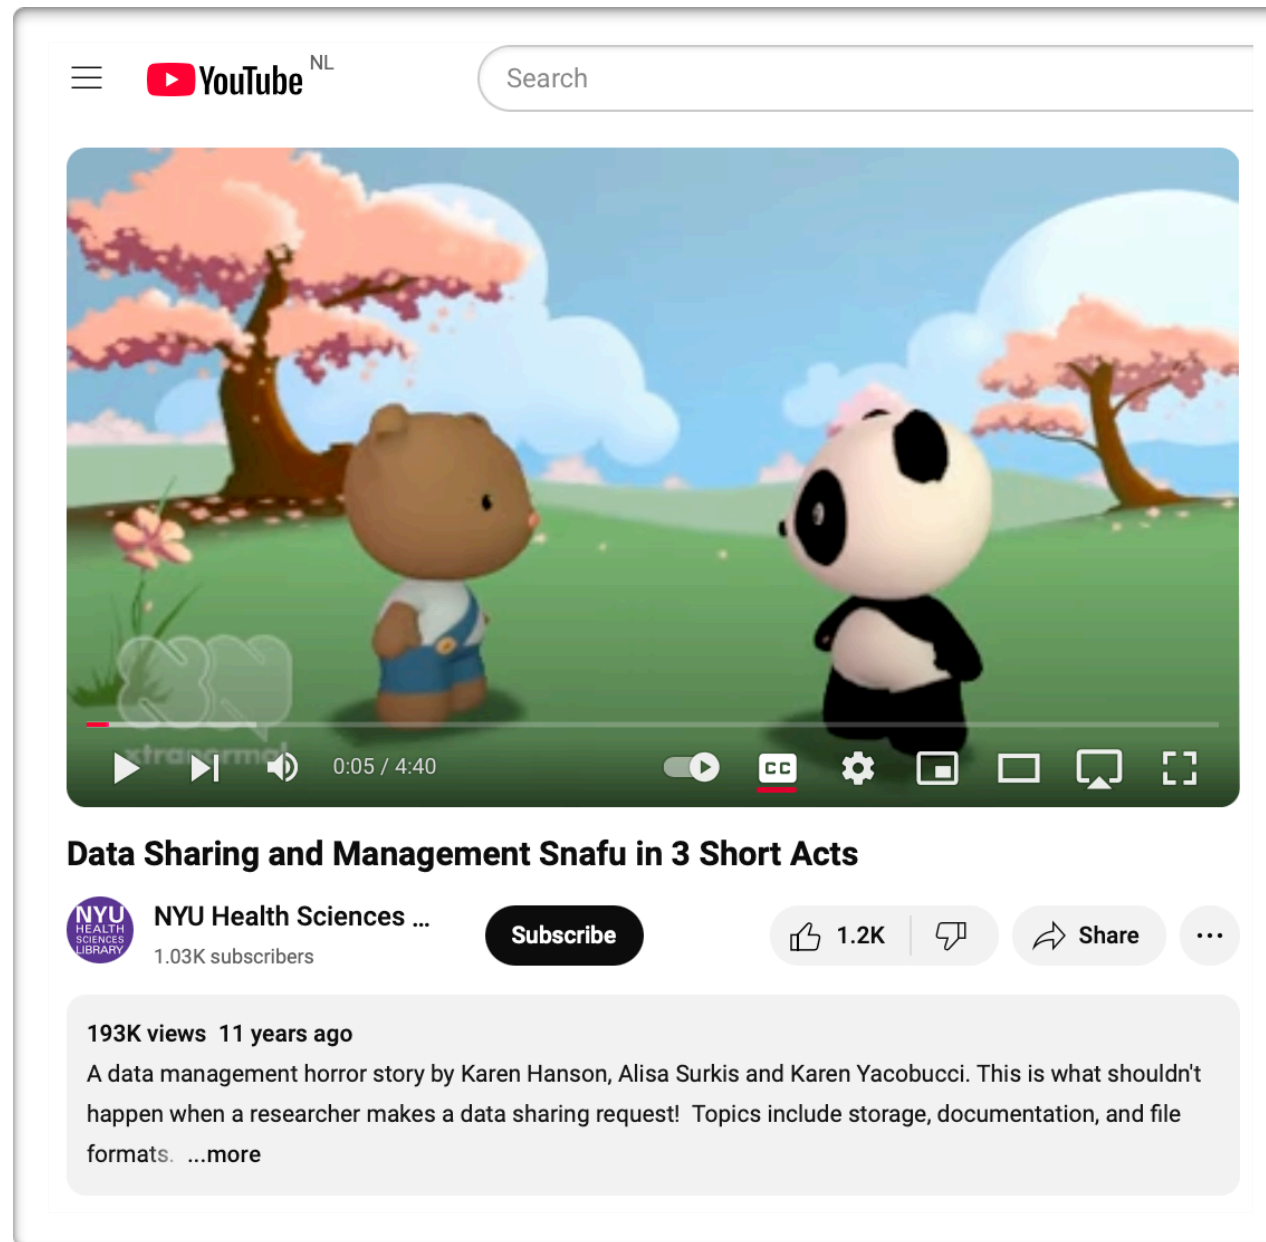 YouTube NL
Search
xtranormal
0:05 / 4:40
CC
Data Sharing and Management Snafu in 3 Short Acts
NYU
HEALTH
SCIENCES
LIBRARY
NYU Health Sciences ...
1.03K subscribers
Subscribe
1.2K
Share
193K views 11 years ago
A data management horror story by Karen Hanson, Alisa Surkis and Karen Yacobucci. This is what shouldn't
happen when a researcher makes a data sharing request! Topics include storage, documentation, and file
formats. ...more